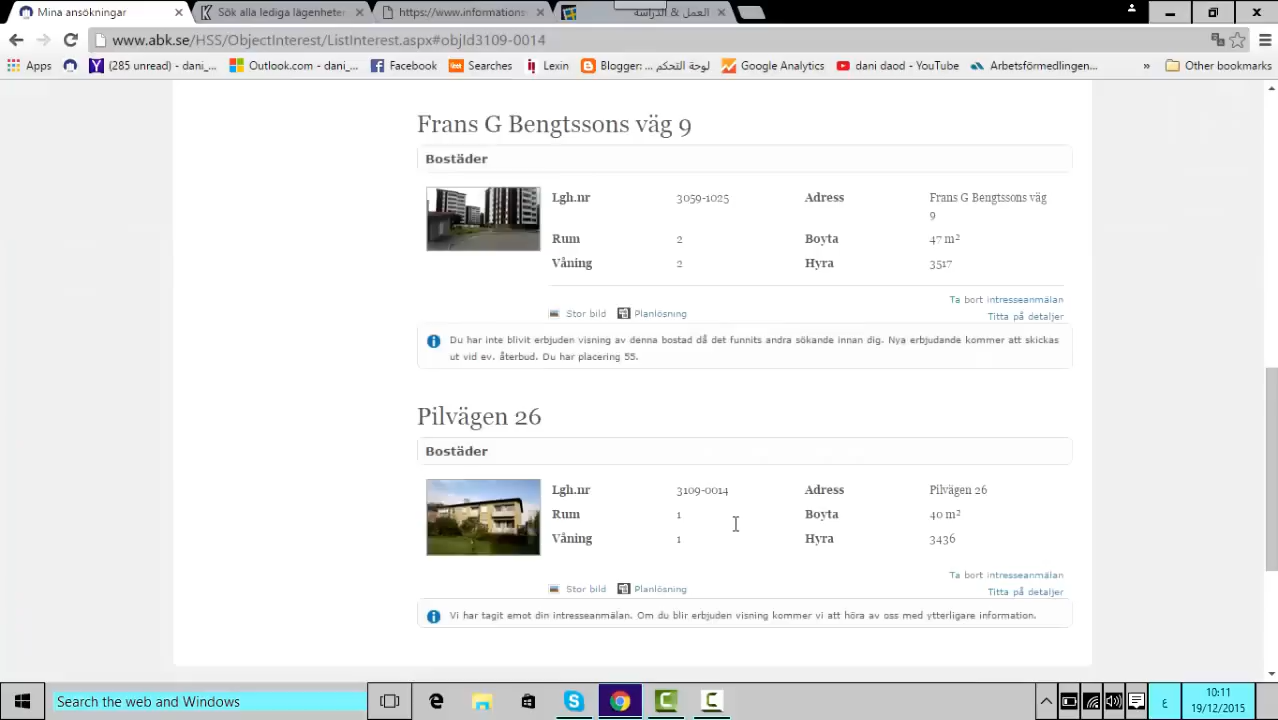 Mina ansökningar
Sök alla lediga lägenheter
https://www.informations
العمل & الدراسة
www.abk.se/HSS/ObjectInterest/ListInterest.aspx#objId3109-0014
Apps
(285 unread) - dani_...
Outlook.com - dani_...
Facebook
Searches
Lexin
Blogger: لوحة التحكم ...
Google Analytics
dani daod - YouTube
Arbetsförmedlingen...
»
Other bookmarks
Frans G Bengtssons väg 9
Bostäder
Lgh.nr 3059-1025 Adress Frans G Bengtssons väg
9
Rum 2 Boyta 47 m²
Våning 2 Hyra 3517
Ta bort intresseanmälan
Stor bild Planlösning Titta på detaljer
Du har inte blivit erbjuden visning av denna bostad då det funnits andra sökande innan dig. Nya erbjudande kommer att skickas
ut vid ev. återbud. Du har placering 55.
Pilvägen 26
Bostäder
Lgh.nr 3109-0014 Adress Pilvägen 26
Rum 1 Boyta 40 m²
Våning 1 Hyra 3436
Ta bort intresseanmälan
Stor bild Planlösning Titta på detaljer
Vi har tagit emot din intresseanmälan. Om du blir erbjuden visning kommer vi att höra av oss med ytterligare information.
Search the web and Windows
ع
10:11
19/12/2015